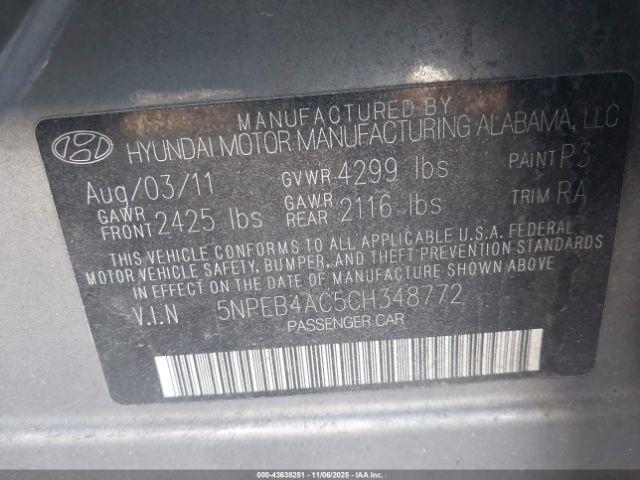 MANUFACTURED BY
HYUNDAI MOTOR MANUFACTURING ALABAMA, LLC
Aug/03/11 GVWR 4299 lbs PAINT P3
GAWR FRONT 2425 lbs GAWR REAR 2116 lbs TRIM RA
THIS VEHICLE CONFORMS TO ALL APPLICABLE U.S.A. FEDERAL
MOTOR VEHICLE SAFETY, BUMPER, AND THEFT PREVENTION STANDARDS
IN EFFECT ON THE DATE OF MANUFACTURE SHOWN ABOVE
V.I.N 5NPEB4AC5CH348772
PASSENGER CAR
000-43638251 - 11/06/2025 - © IAA Inc. All rights reserved.